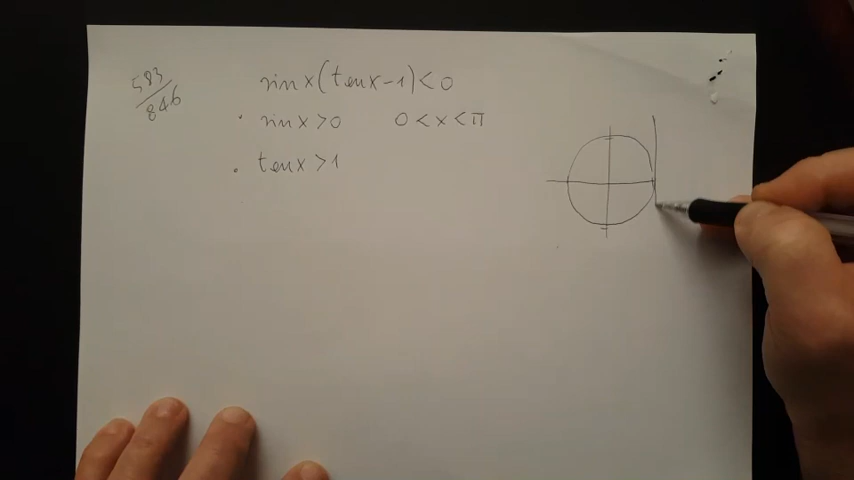 583/846
sin x (tan x - 1) < 0
• sin x > 0 0 < x < π
• tan x > 1